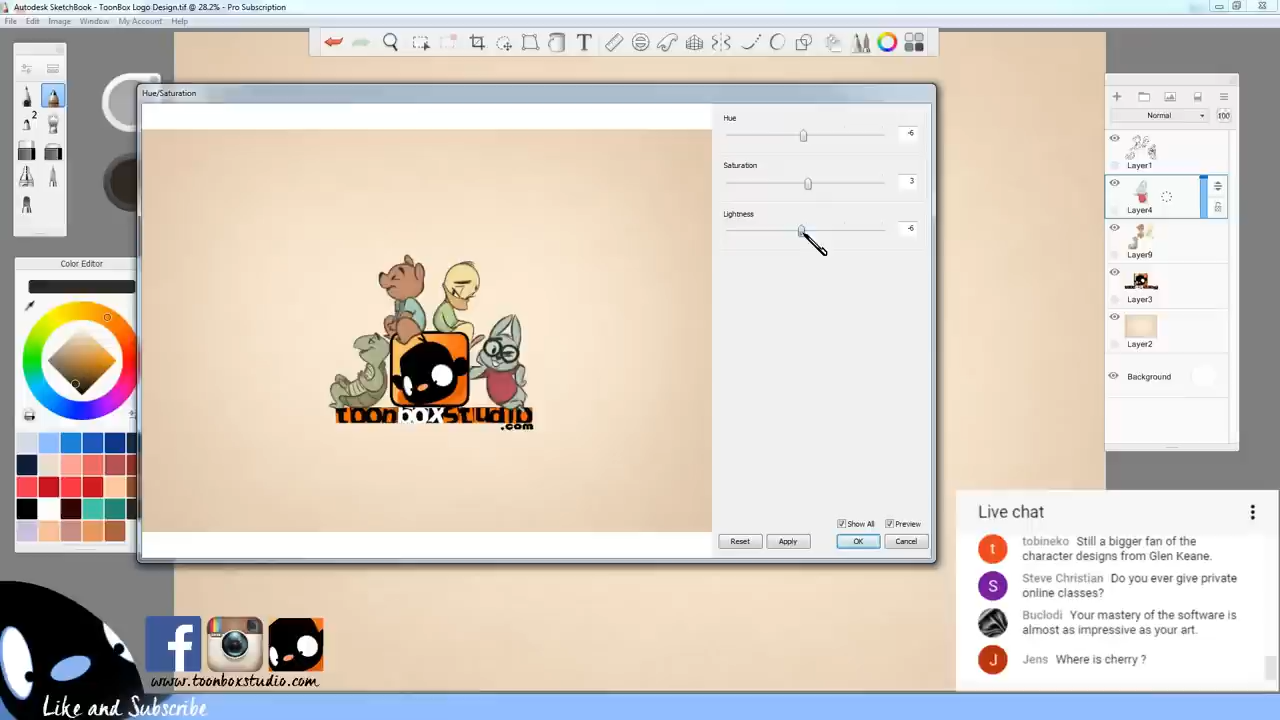 Autodesk SketchBook - ToonBox Logo Design.tif @ 28.2% - Pro Subscription
File Edit Image Window My Account Help
Hue/Saturation
Hue
-6
Saturation
3
Lightness
-6
toonboxStudio
.com
Show All Preview
Reset Apply OK Cancel
2
Color Editor
Normal 100
Layer1
Layer4
Layer9
Layer3
Layer2
Background
Live chat
tobineko Still a bigger fan of the
character designs from Glen Keane.
Steve Christian Do you ever give private
online classes?
Bucłodi Your mastery of the software is
almost as impressive as your art.
Jens Where is cherry ?
t
S
J
f
www.toonboxstudio.com
Like and Subscribe